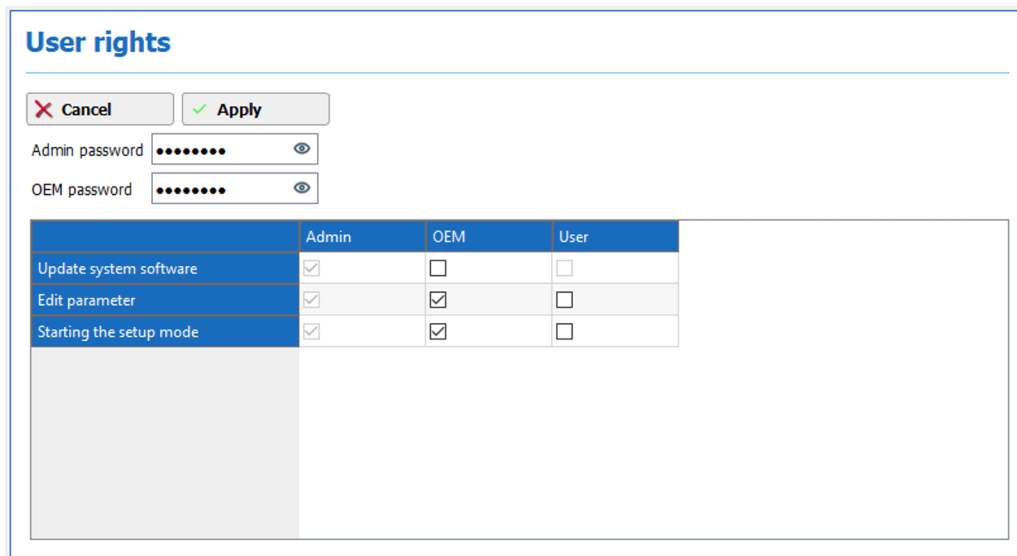 User rights
Cancel Apply
Admin password ••••••••
OEM password ••••••••
Admin OEM User
Update system software
Edit parameter
Starting the setup mode